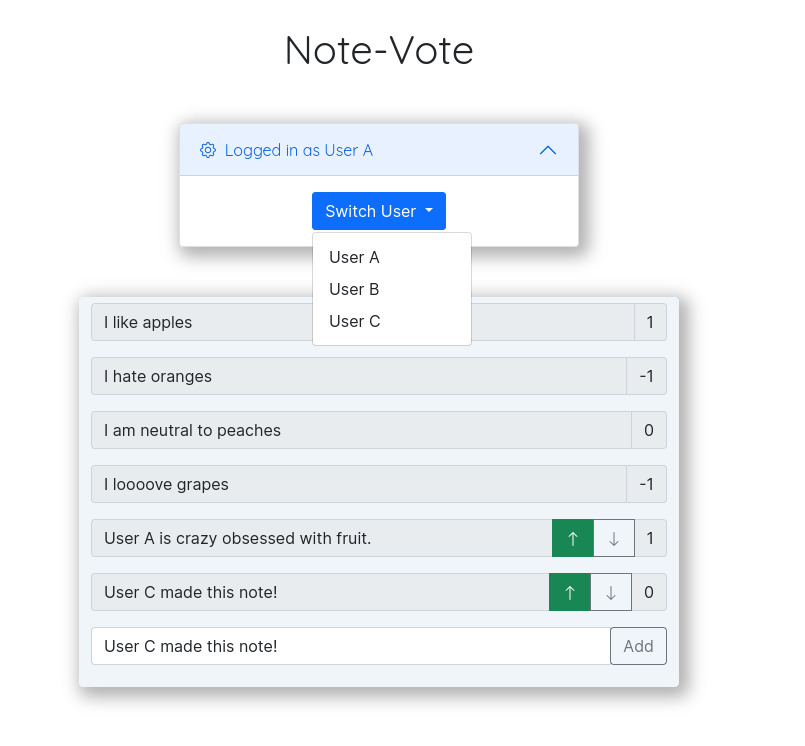 Note-Vote
Logged in as User A
Switch User
User A
User B
User C
I like apples 1
I hate oranges -1
I am neutral to peaches 0
I loooove grapes -1
User A is crazy obsessed with fruit. ↑ ↓ 1
User C made this note! ↑ ↓ 0
User C made this note! Add